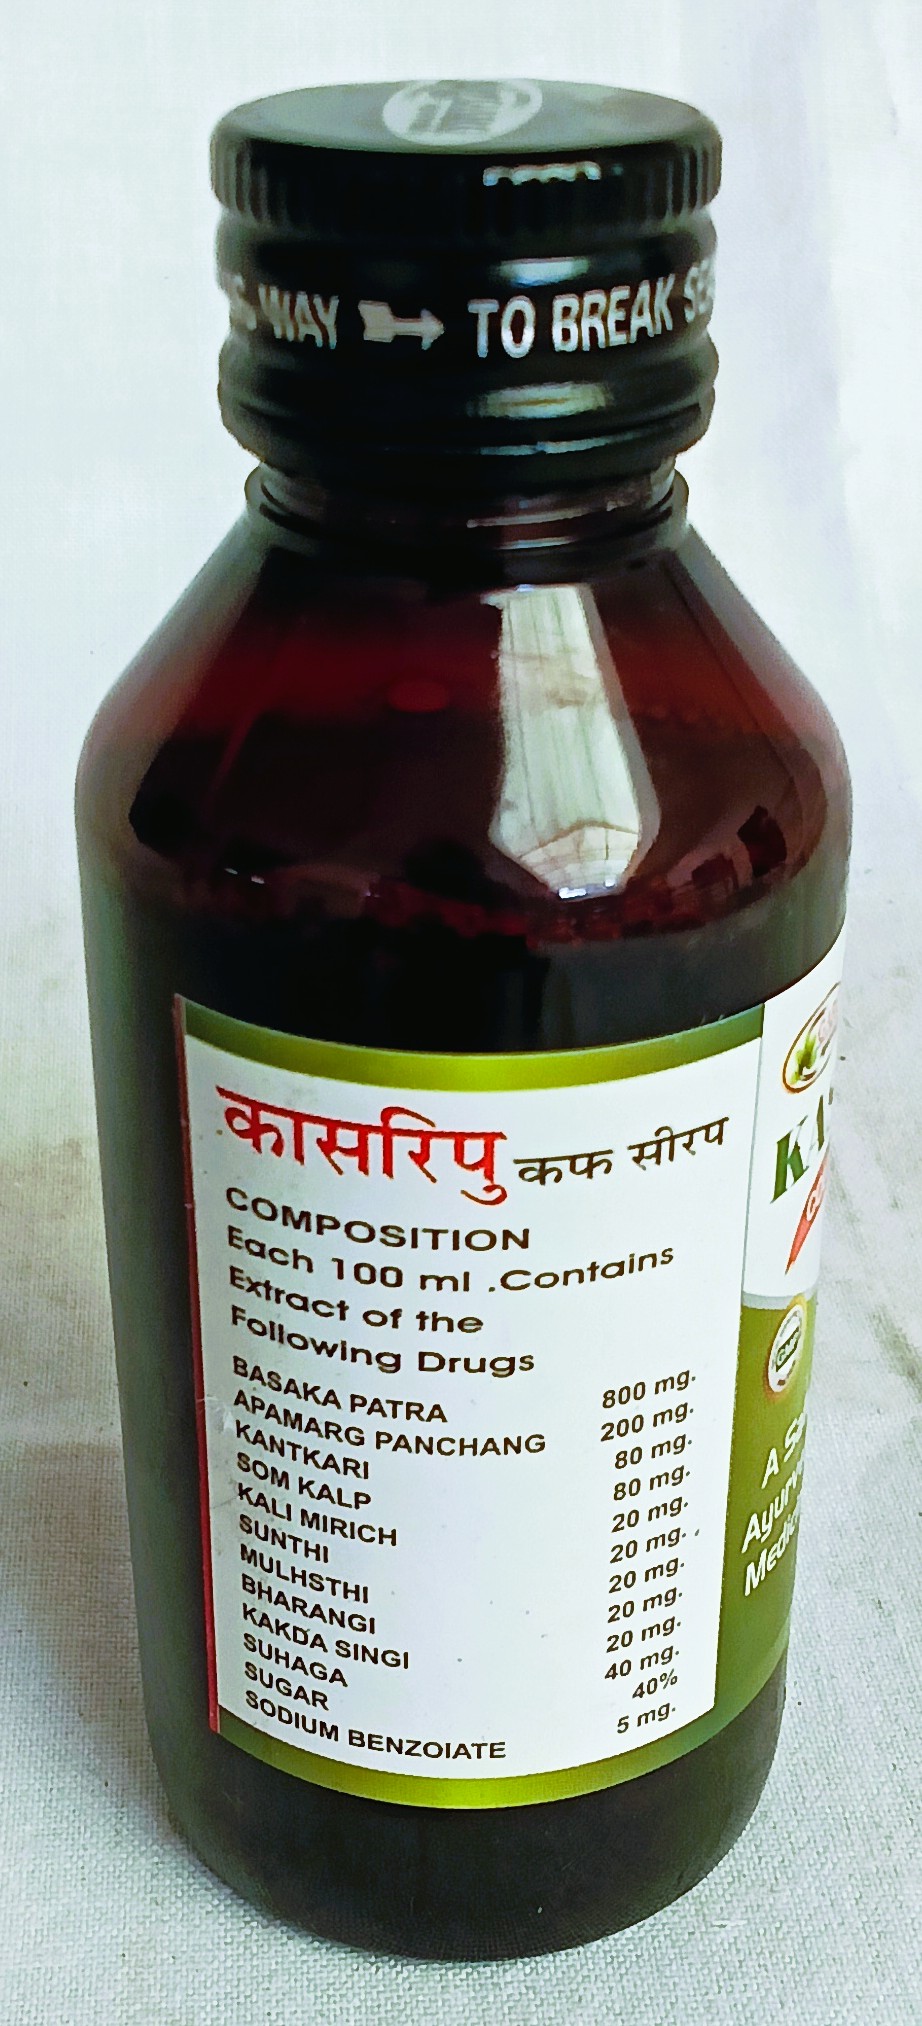 WAY TO BREAK
कासरिपु कफ सीरप
COMPOSITION
Each 100 ml .Contains
Extract of the
Following Drugs
BASAKA PATRA 800 mg.
APAMARG PANCHANG 200 mg.
KANTKARI 80 mg.
SOM KALP 80 mg.
KALI MIRICH 20 mg.
SUNTHI 20 mg.
MULHSTHI 20 mg.
BHARANGI 20 mg.
KAKDA SINGI 20 mg.
SUHAGA 40 mg.
SUGAR 40%
SODIUM BENZOIATE 5 mg.
GMP
A